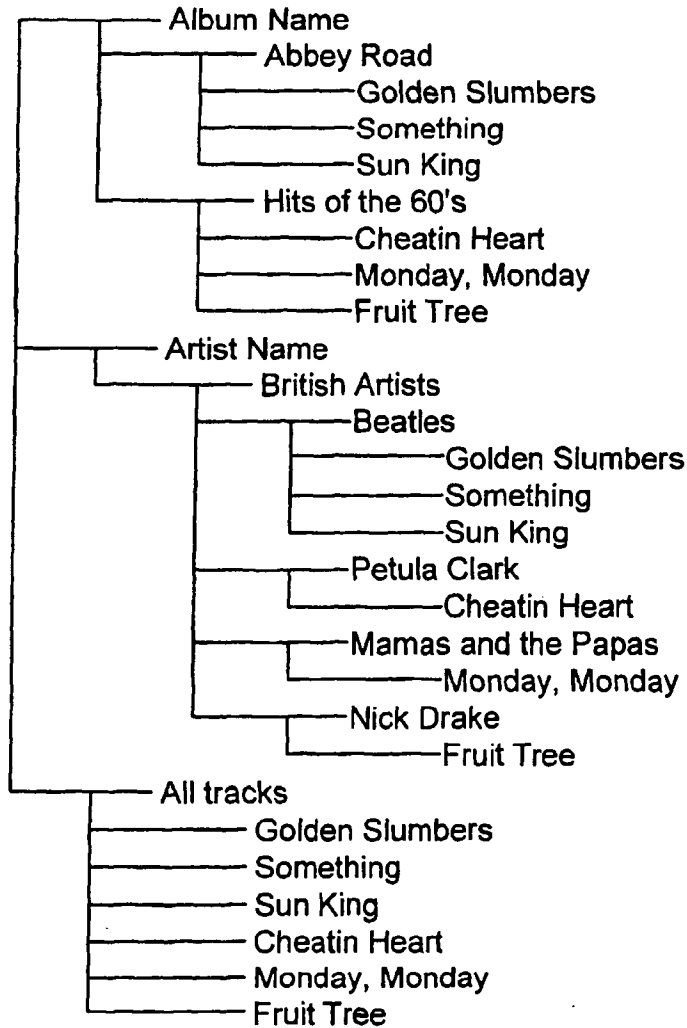 Album Name
Abbey Road
Golden Slumbers
Something
Sun King
Hits of the 60's
Cheatin Heart
Monday, Monday
Fruit Tree
Artist Name
British Artists
Beatles
Golden Slumbers
Something
Sun King
Petula Clark
Cheatin Heart
Mamas and the Papas
Monday, Monday
Nick Drake
Fruit Tree
All tracks
Golden Slumbers
Something
Sun King
Cheatin Heart
Monday, Monday
Fruit Tree